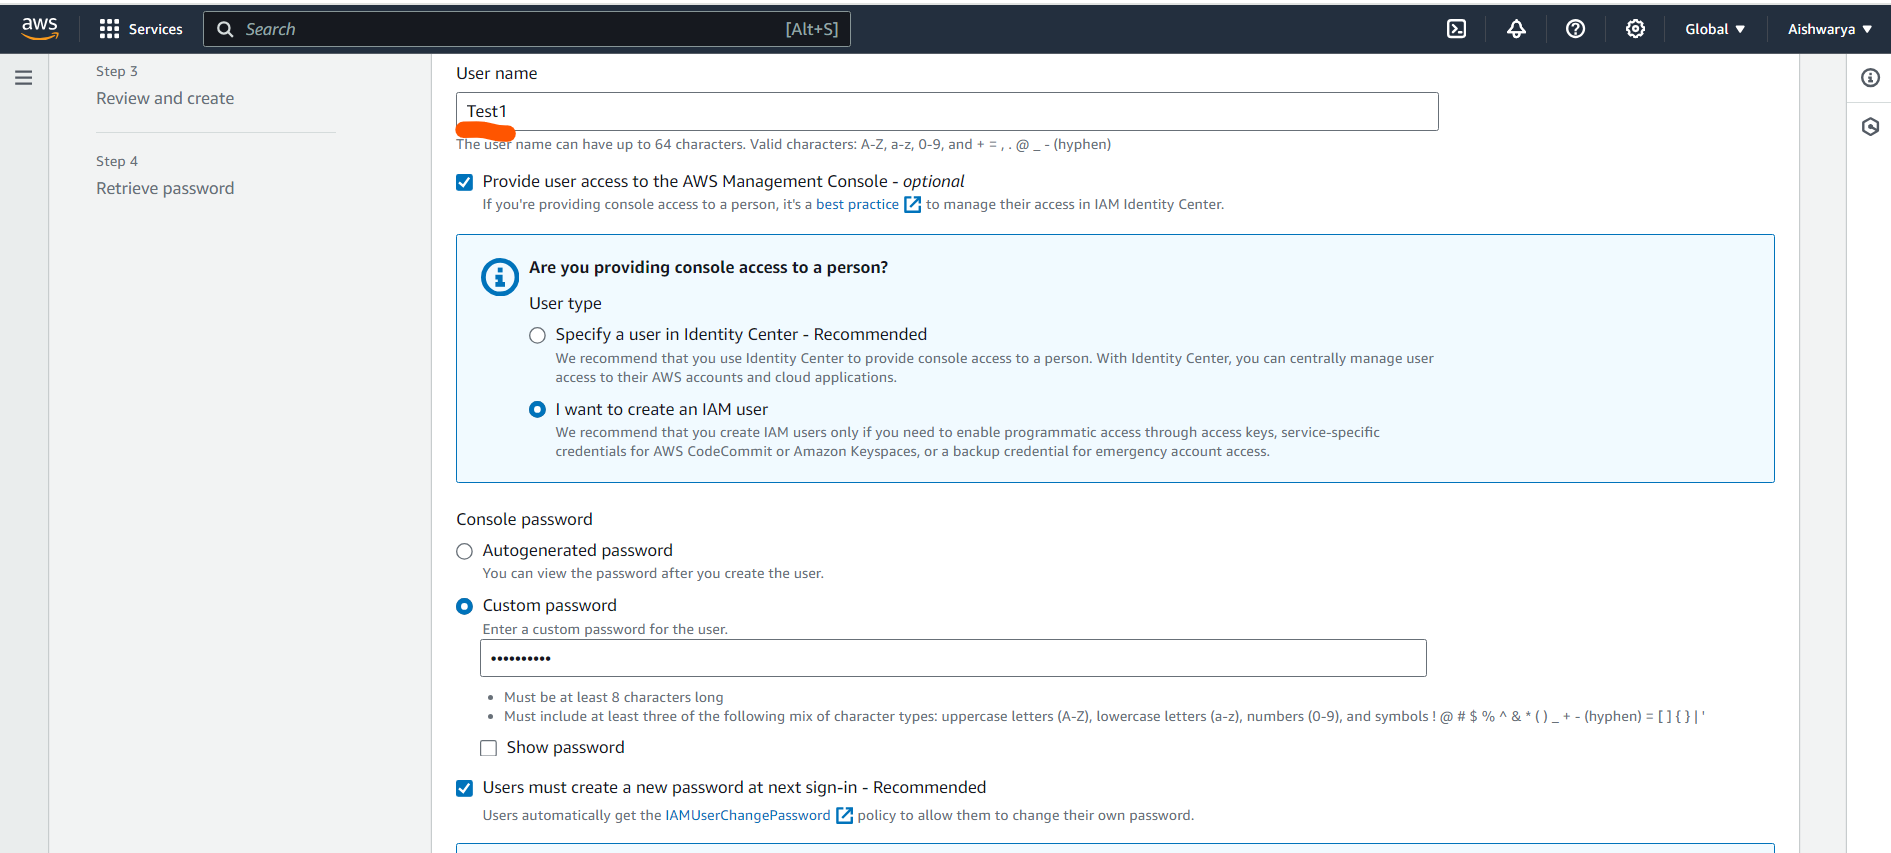 aws Services Search [Alt+S] Global Aishwarya
Step 3
Review and create
Step 4
Retrieve password
User name
Test1
The user name can have up to 64 characters. Valid characters: A-Z, a-z, 0-9, and + = , . @ _ - (hyphen)
Provide user access to the AWS Management Console - optional
If you're providing console access to a person, it's a best practice to manage their access in IAM Identity Center.
Are you providing console access to a person?
User type
Specify a user in Identity Center - Recommended
We recommend that you use Identity Center to provide console access to a person. With Identity Center, you can centrally manage user
access to their AWS accounts and cloud applications.
I want to create an IAM user
We recommend that you create IAM users only if you need to enable programmatic access through access keys, service-specific
credentials for AWS CodeCommit or Amazon Keyspaces, or a backup credential for emergency account access.
Console password
Autogenerated password
You can view the password after you create the user.
Custom password
Enter a custom password for the user.
••••••••••
• Must be at least 8 characters long
• Must include at least three of the following mix of character types: uppercase letters (A-Z), lowercase letters (a-z), numbers (0-9), and symbols ! @ # $ % ^ & * ( ) _ + - (hyphen) = [ ] { } | '
Show password
Users must create a new password at next sign-in - Recommended
Users automatically get the IAMUserChangePassword policy to allow them to change their own password.